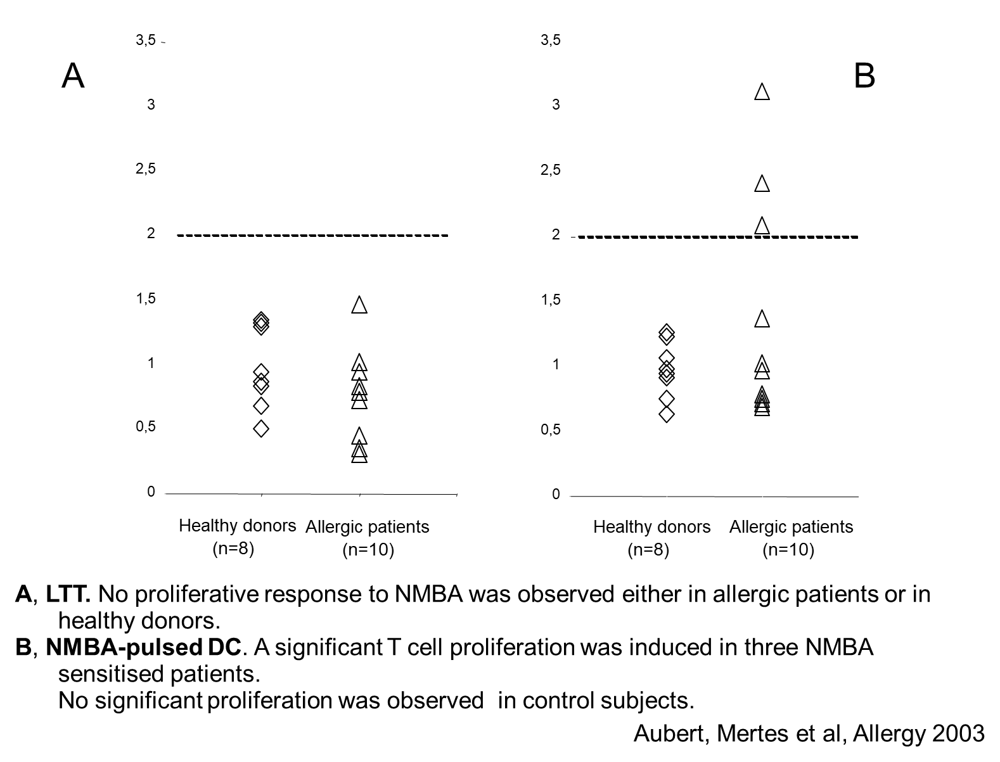 A
3,5
3
2,5
2
1,5
1
0,5
0
Healthy donors
(n=8)
Allergic patients
(n=10)
B
3,5
3
2,5
2
1,5
1
0,5
0
Healthy donors
(n=8)
Allergic patients
(n=10)
A, LTT. No proliferative response to NMBA was observed either in allergic patients or in
healthy donors.
B, NMBA-pulsed DC. A significant T cell proliferation was induced in three NMBA
sensitised patients.
No significant proliferation was observed in control subjects.
Aubert, Mertes et al, Allergy 2003